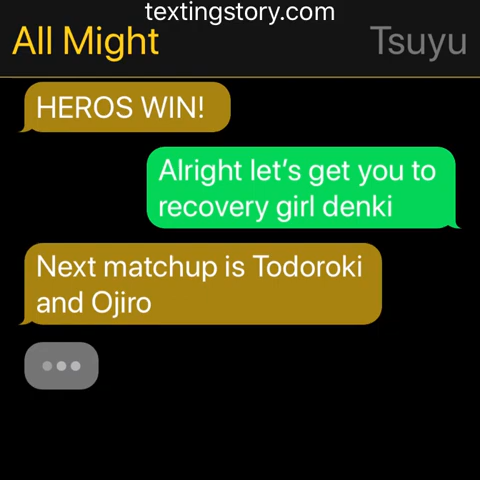 textingstory.com
All Might
Tsuyu
HEROS WIN!
Alright let’s get you to
recovery girl denki
Next matchup is Todoroki
and Ojiro